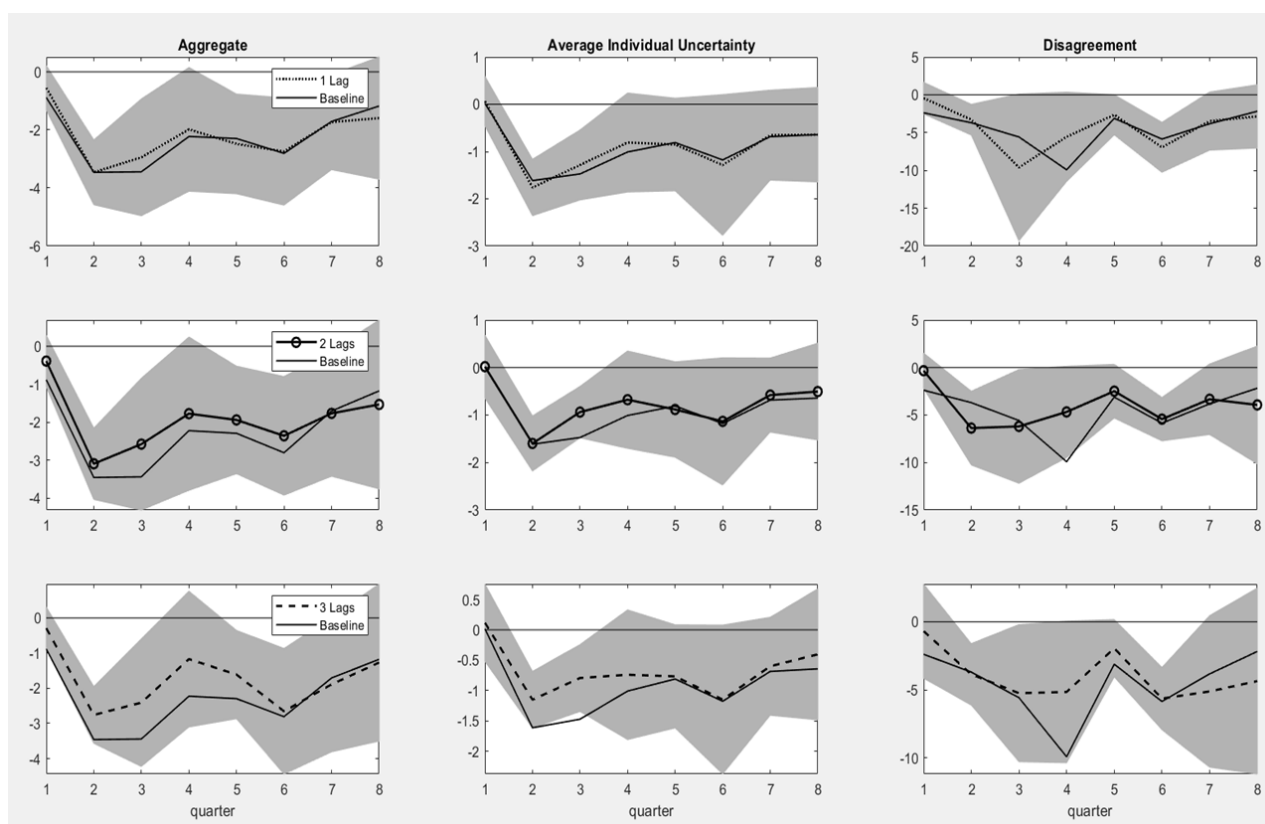 Aggregate
Average Individual Uncertainty
Disagreement
0
-2
-4
-6
1 Lag
Baseline
1 2 3 4 5 6 7 8
1
0
-1
-2
-3
1 2 3 4 5 6 7 8
5
0
-5
-10
-15
-20
1 2 3 4 5 6 7 8
0
-1
-2
-3
-4
2 Lags
Baseline
1 2 3 4 5 6 7 8
1
0
-1
-2
-3
1 2 3 4 5 6 7 8
5
0
-5
-10
-15
1 2 3 4 5 6 7 8
0
-1
-2
-3
-4
3 Lags
Baseline
1 2 3 4 5 6 7 8
quarter
0.5
0
-0.5
-1
-1.5
-2
1 2 3 4 5 6 7 8
quarter
0
-5
-10
1 2 3 4 5 6 7 8
quarter